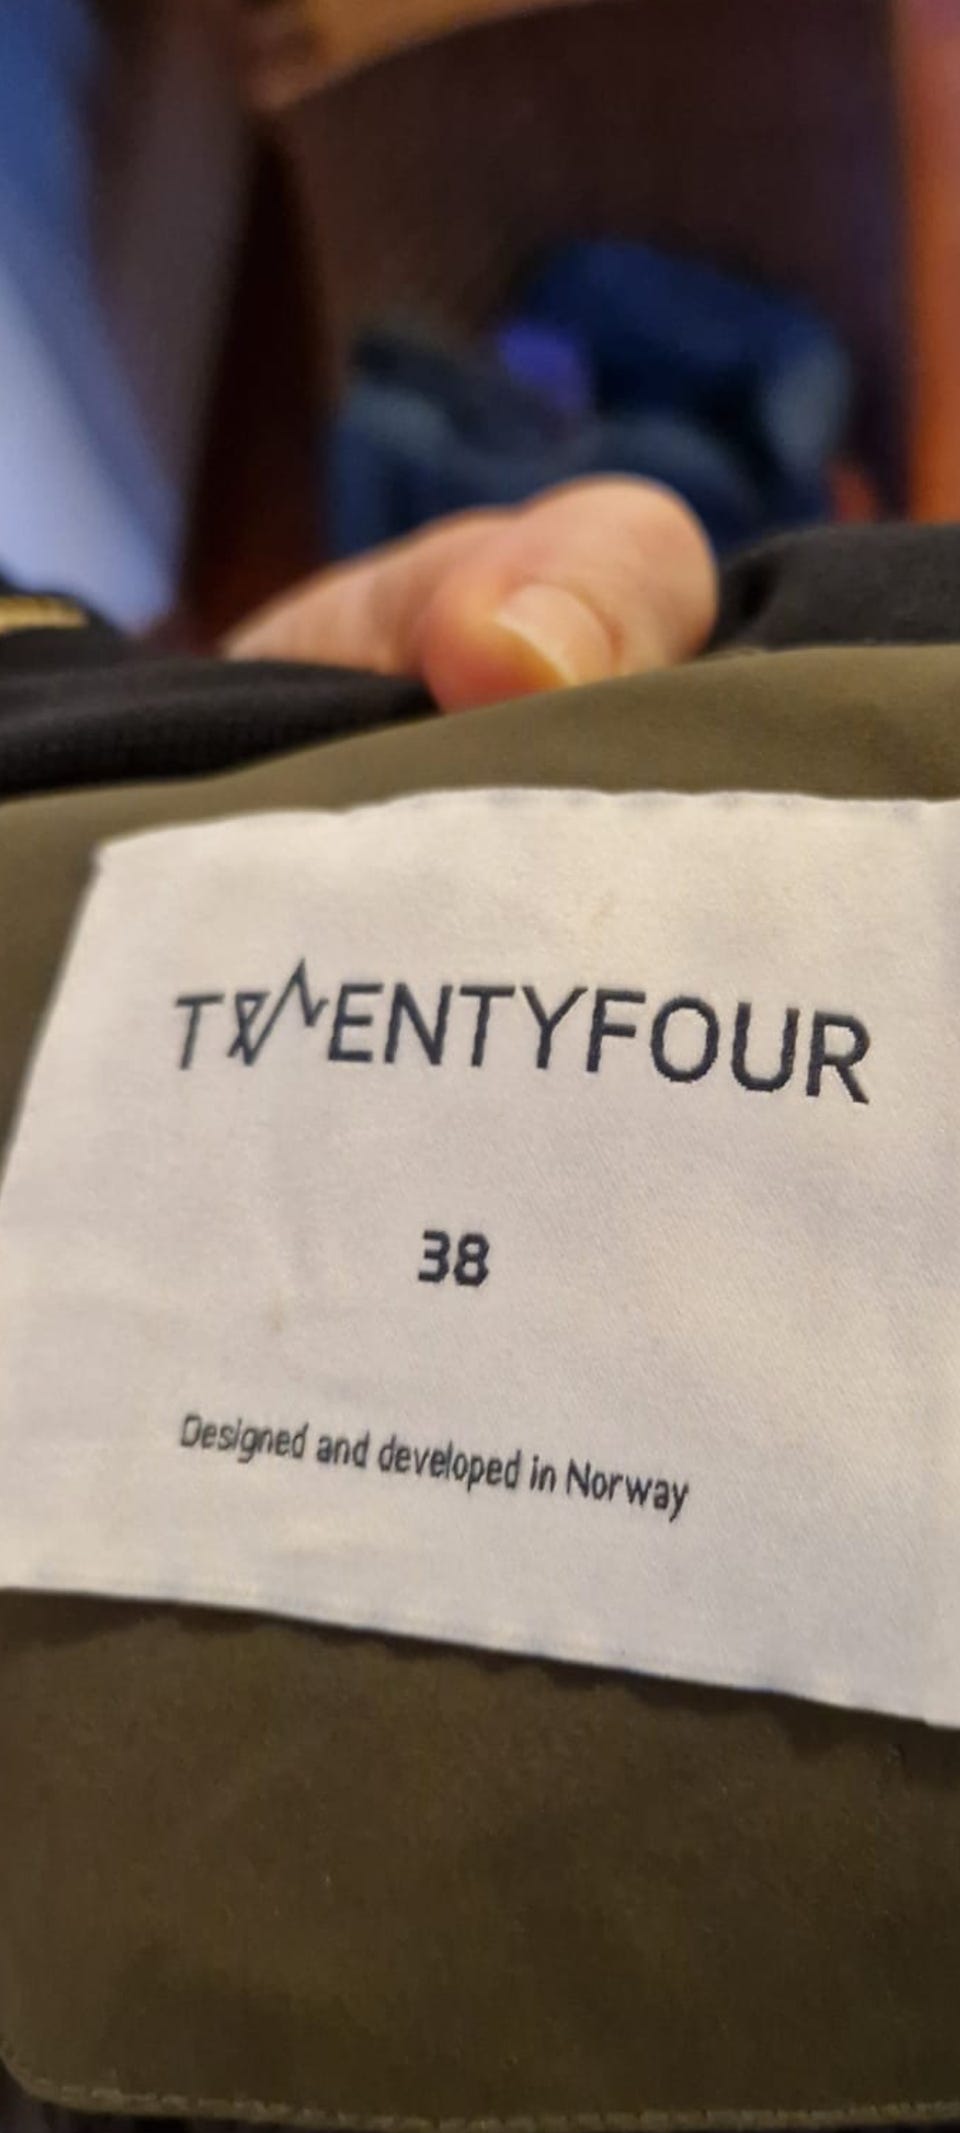 TWENTYFOUR
38
Designed and developed in Norway